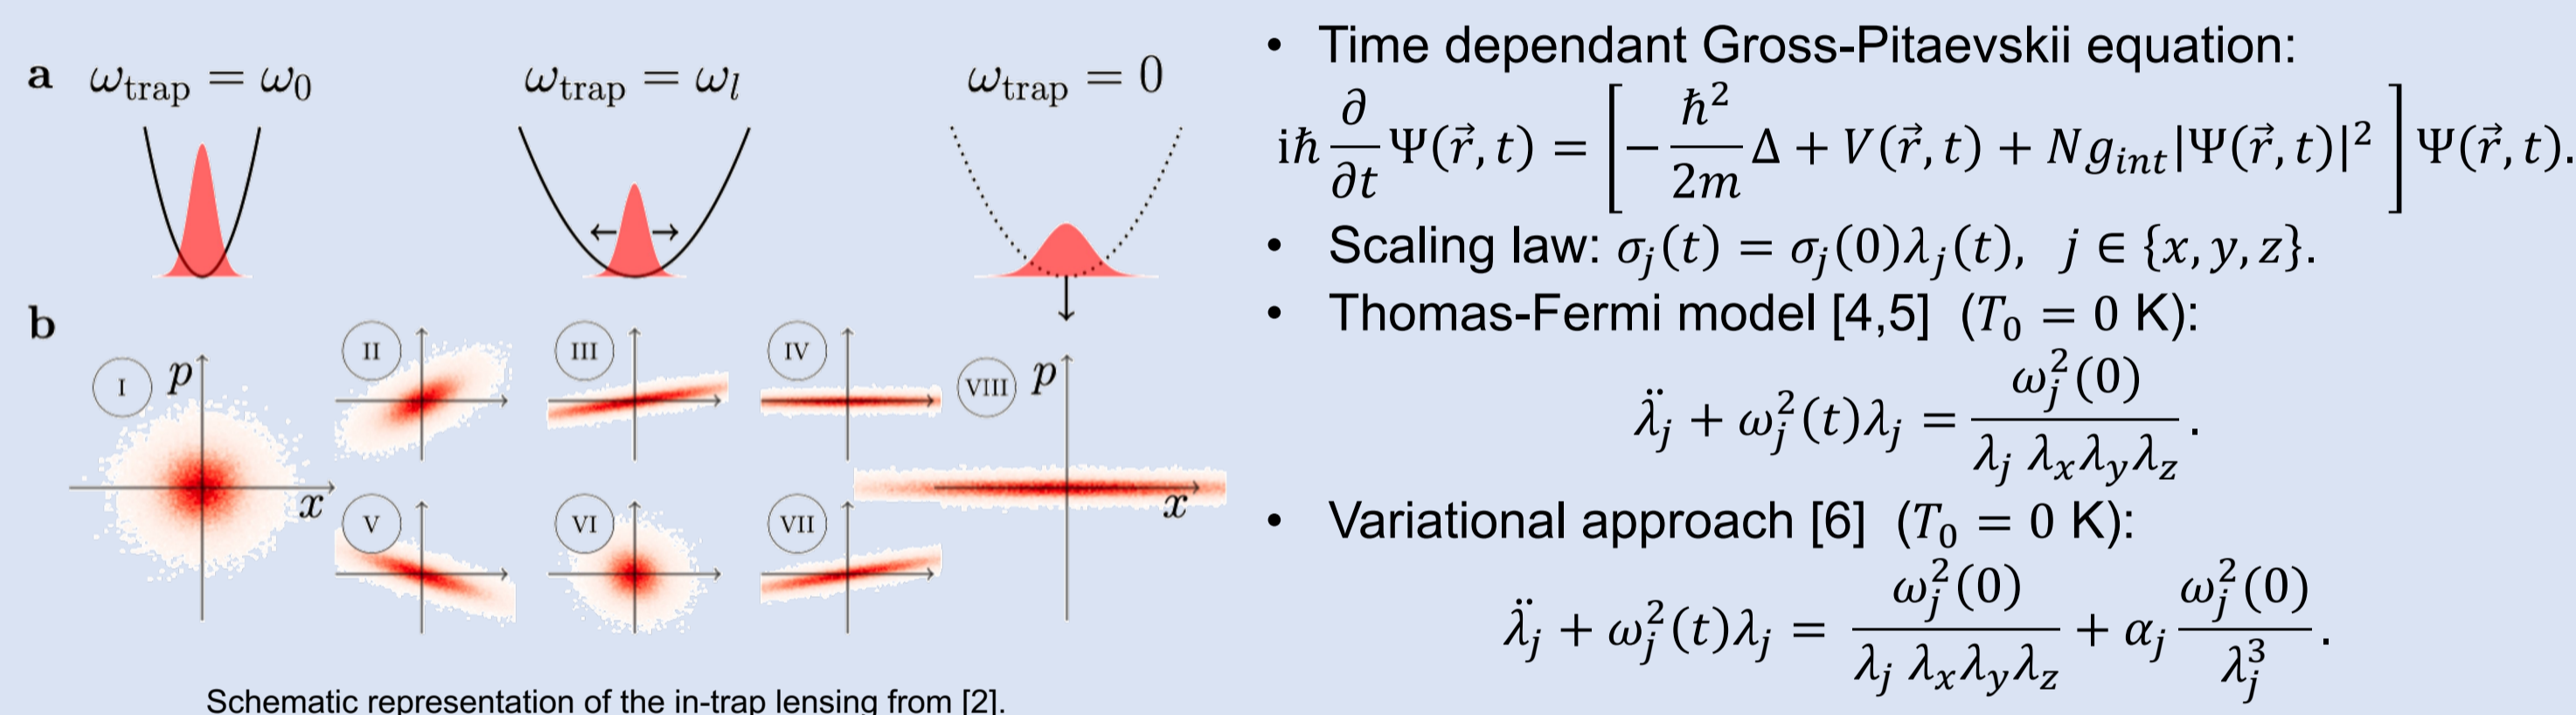 a ω_trap = ω_0 ω_trap = ω_l ω_trap = 0
b
I p x
II
III
IV
V
VI
VII
VIII p x
Schematic representation of the in-trap lensing from [2].
• Time dependant Gross-Pitaevskii equation:
iℏ ∂/∂t Ψ(r⃗, t) = [−ℏ²/2m Δ + V(r⃗, t) + N g_int |Ψ(r⃗, t)|²] Ψ(r⃗, t).
• Scaling law: σ_j(t) = σ_j(0)λ_j(t), j ∈ {x, y, z}.
• Thomas-Fermi model [4,5] (T_0 = 0 K):
λ̈_j + ω_j²(t)λ_j = ω_j²(0) / (λ_j λ_xλ_yλ_z).
• Variational approach [6] (T_0 = 0 K):
λ̈_j + ω_j²(t)λ_j = ω_j²(0) / (λ_j λ_xλ_yλ_z) + α_j ω_j²(0) / λ_j³.